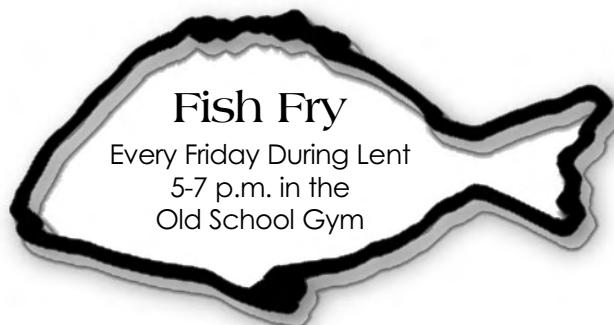 Fish Fry
Every Friday During Lent
5-7 p.m. in the
Old School Gym